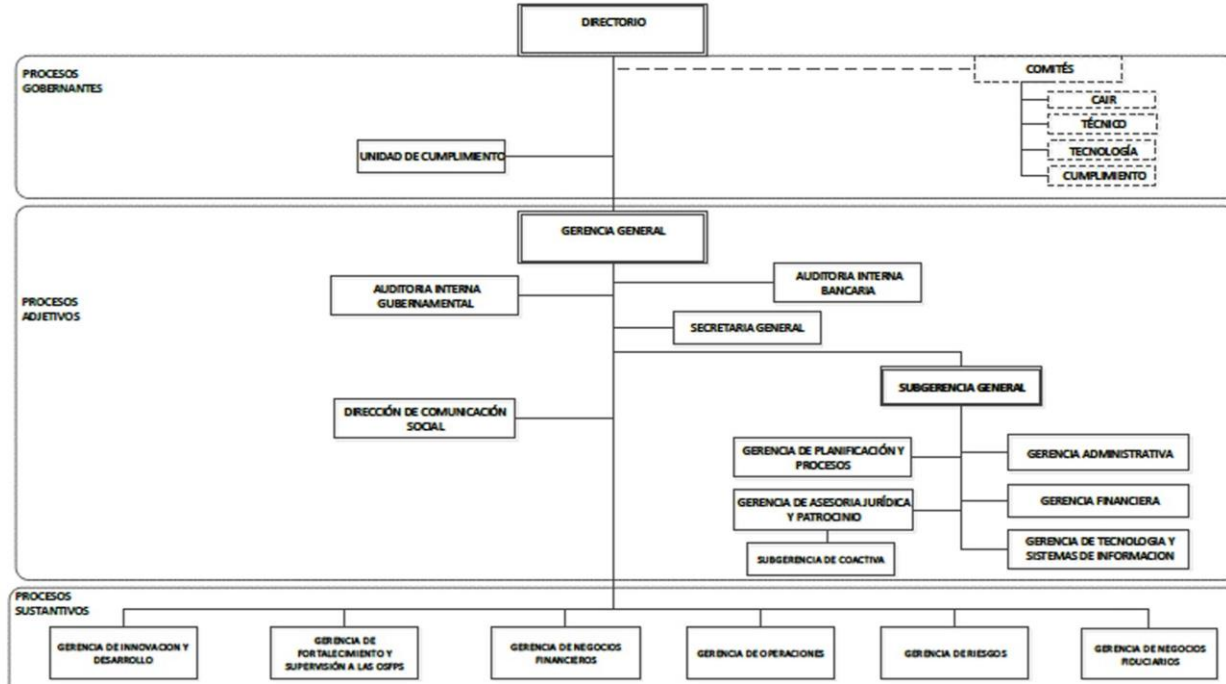 DIRECTORIO
PROCESOS
GOBERNANTES
COMITÉS
CAIR
TÉCNICO
TECNOLOGÍA
CUMPLIMIENTO
UNIDAD DE CUMPLIMIENTO
GERENCIA GENERAL
PROCESOS
ADJETIVOS
AUDITORIA INTERNA
GUBERNAMENTAL
AUDITORIA INTERNA
BANCARIA
SECRETARIA GENERAL
SUBGERENCIA GENERAL
DIRECCIÓN DE COMUNICACIÓN
SOCIAL
GERENCIA DE PLANIFICACIÓN Y
PROCESOS
GERENCIA ADMINISTRATIVA
GERENCIA DE ASESORIA JURÍDICA
Y PATROCINIO
GERENCIA FINANCIERA
SUBGERENCIA DE COACTIVA
GERENCIA DE TECNOLOGIA Y
SISTEMAS DE INFORMACION
PROCESOS
SUSTANTIVOS
GERENCIA DE INNOVACION Y
DESARROLLO
GERENCIA DE
FORTALECIMIENTO Y
SUPERVISIÓN A LAS OSFPS
GERENCIA DE NEGOCIOS
FINANCIEROS
GERENCIA DE OPERACIONES
GERENCIA DE RIESGOS
GERENCIA DE NEGOCIOS
FIDUCIARIOS